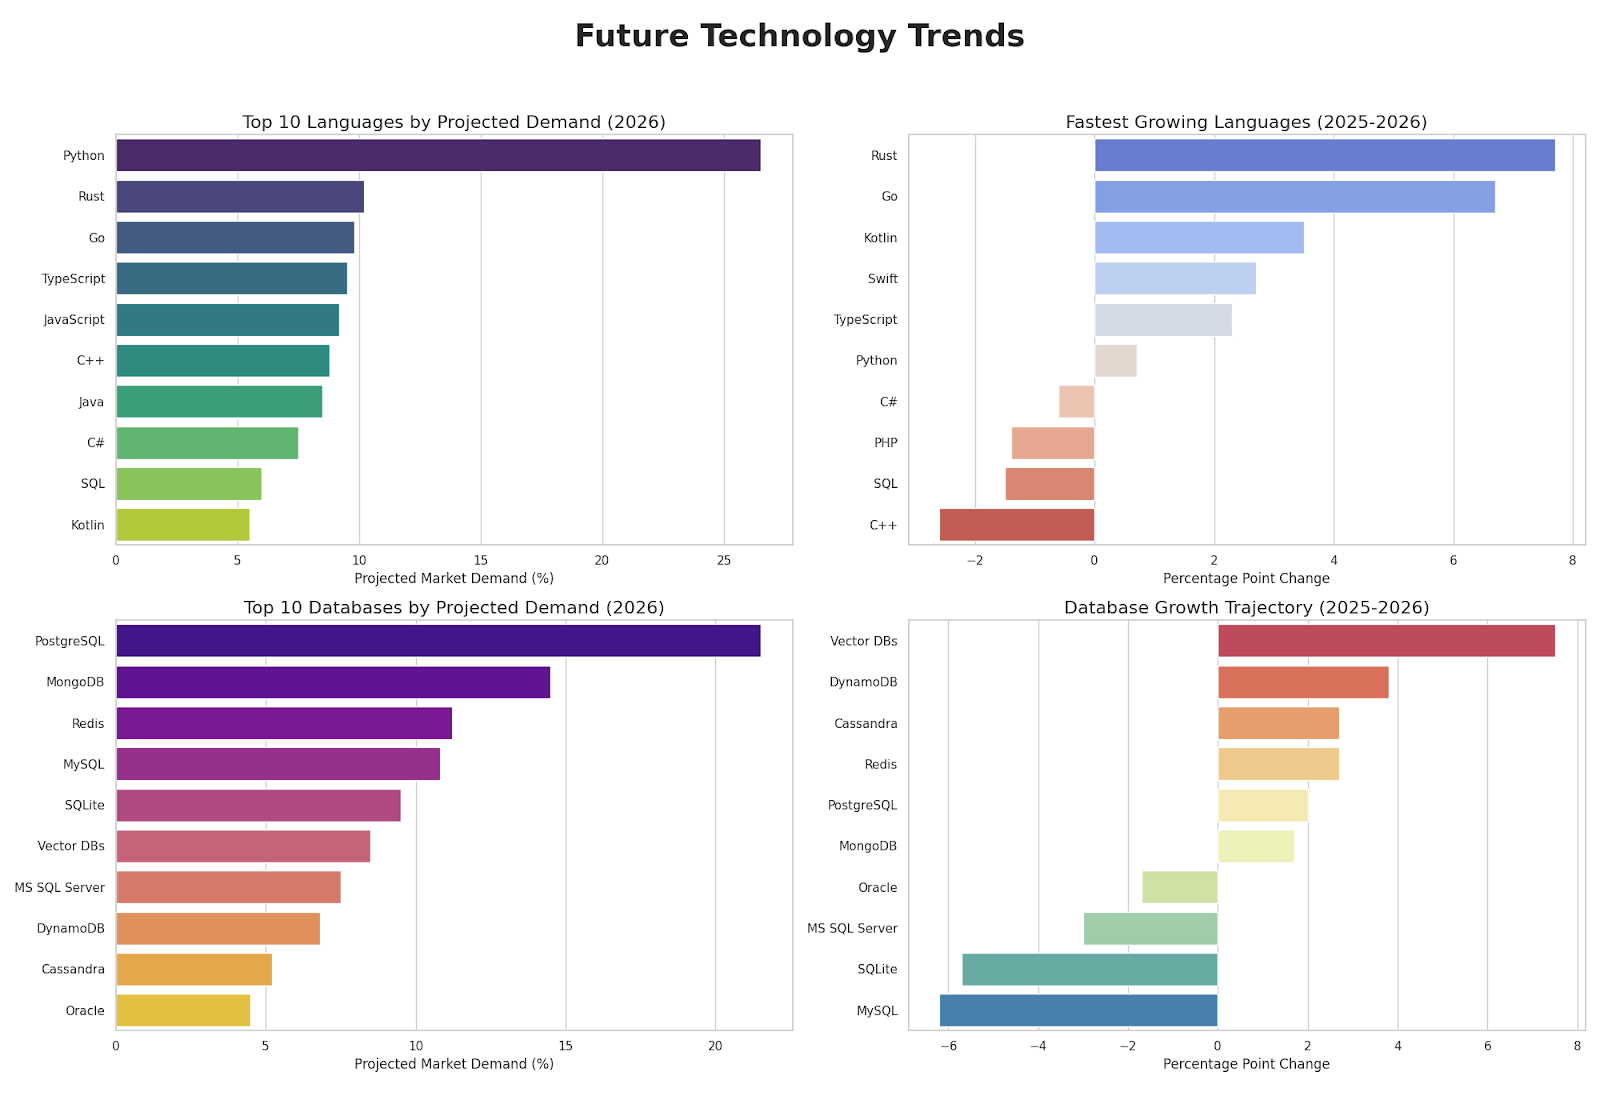 Future Technology Trends
Top 10 Languages by Projected Demand (2026)
Python
Rust
Go
TypeScript
JavaScript
C++
Java
C#
SQL
Kotlin
0 5 10 15 20 25
Projected Market Demand (%)
Fastest Growing Languages (2025-2026)
Rust
Go
Kotlin
Swift
TypeScript
Python
C#
PHP
SQL
C++
−2 0 2 4 6 8
Percentage Point Change
Top 10 Databases by Projected Demand (2026)
PostgreSQL
MongoDB
Redis
MySQL
SQLite
Vector DBs
MS SQL Server
DynamoDB
Cassandra
Oracle
0 5 10 15 20
Projected Market Demand (%)
Database Growth Trajectory (2025-2026)
Vector DBs
DynamoDB
Cassandra
Redis
PostgreSQL
MongoDB
Oracle
MS SQL Server
SQLite
MySQL
−6 −4 −2 0 2 4 6 8
Percentage Point Change